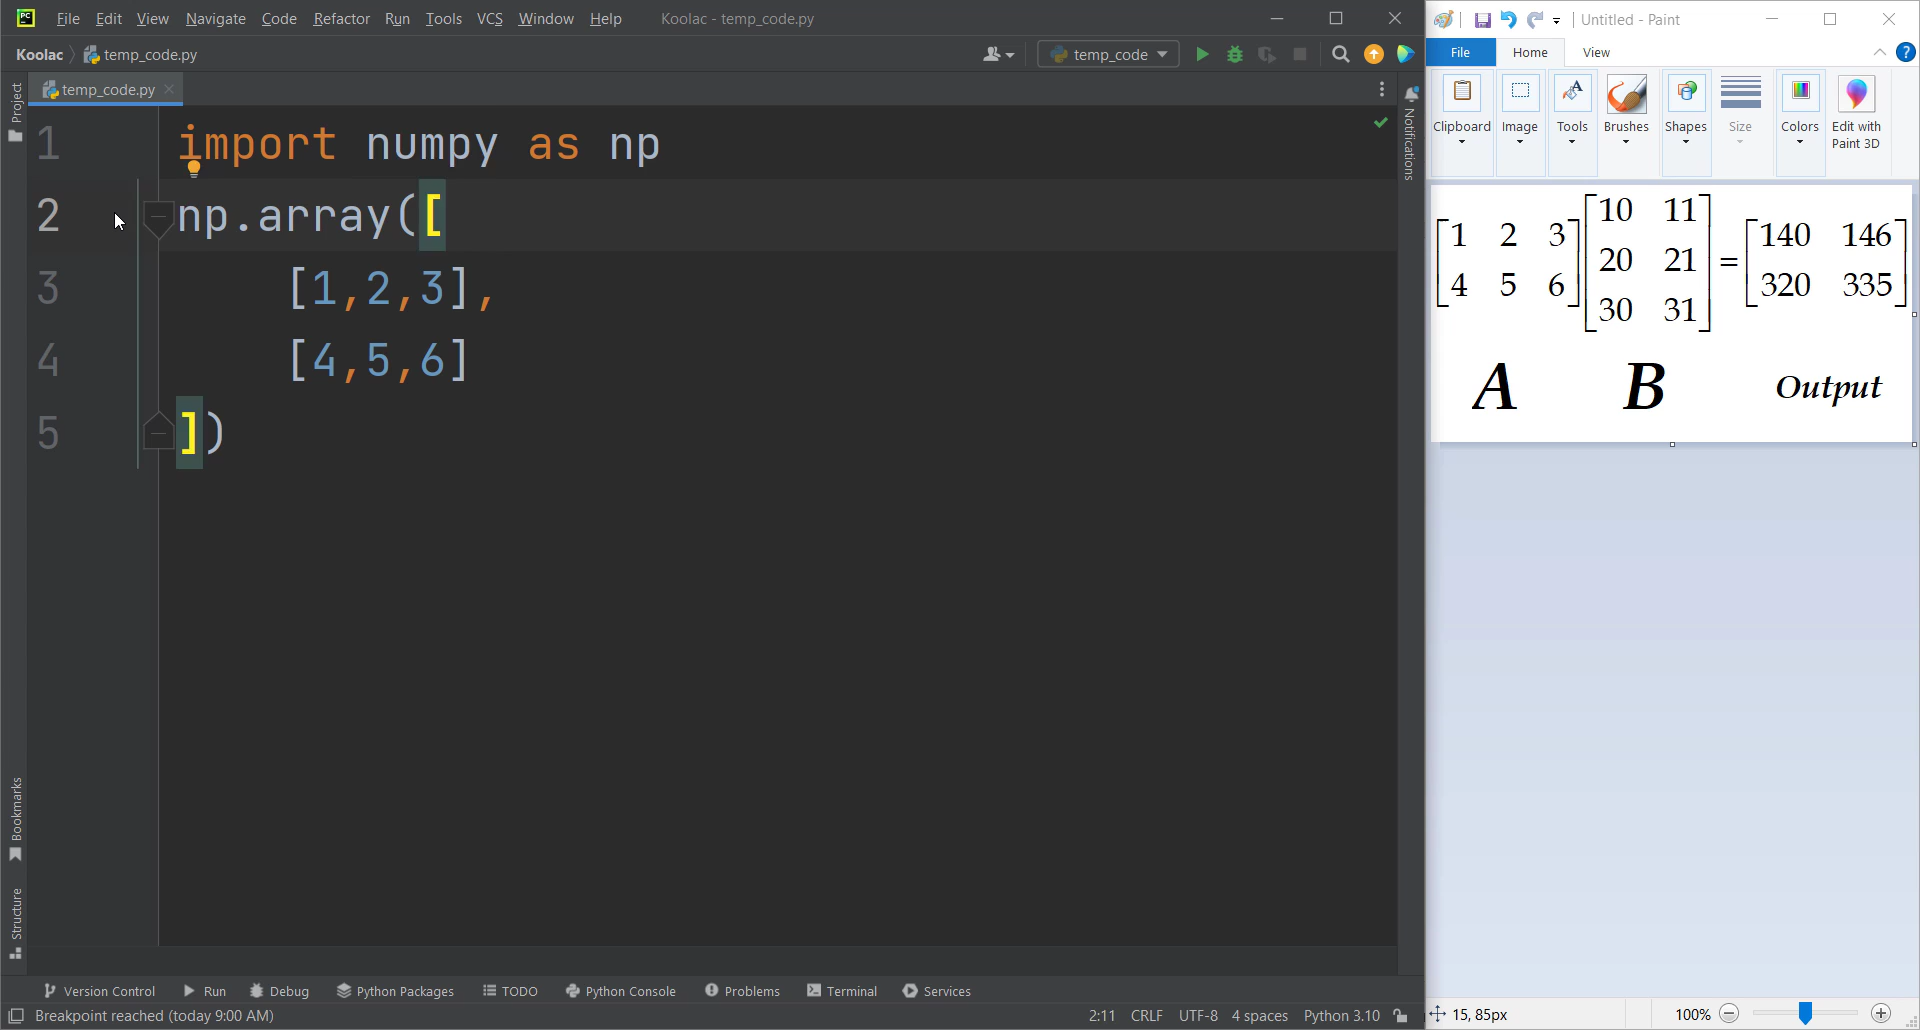 File Edit View Navigate Code Refactor Run Tools VCS Window Help Koolac - temp_code.py
Koolac temp_code.py temp_code
temp_code.py
Project
Notifications
Bookmarks
Structure
1 import numpy as np
2 np.array([
3 [1,2,3],
4 [4,5,6]
5 ])
Version Control Run Debug Python Packages TODO Python Console Problems Terminal Services
Breakpoint reached (today 9:00 AM) 2:11 CRLF UTF-8 4 spaces Python 3.10
Untitled - Paint
File Home View
Clipboard Image Tools Brushes Shapes Size Colors Edit with
Paint 3D
10 11
1 2 3 140 146
20 21 =
4 5 6 320 335
30 31
A B Output
15, 85px 100%